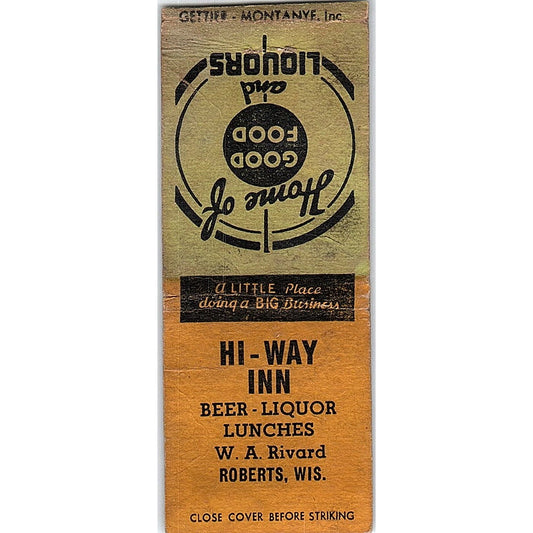 GETTIER - MONTANYE, Inc.
Home of
GOOD
FOOD
and
LIQUORS
A LITTLE Place
doing a BIG Business
HI-WAY
INN
BEER - LIQUOR
LUNCHES
W. A. Rivard
ROBERTS, WIS.
CLOSE COVER BEFORE STRIKING